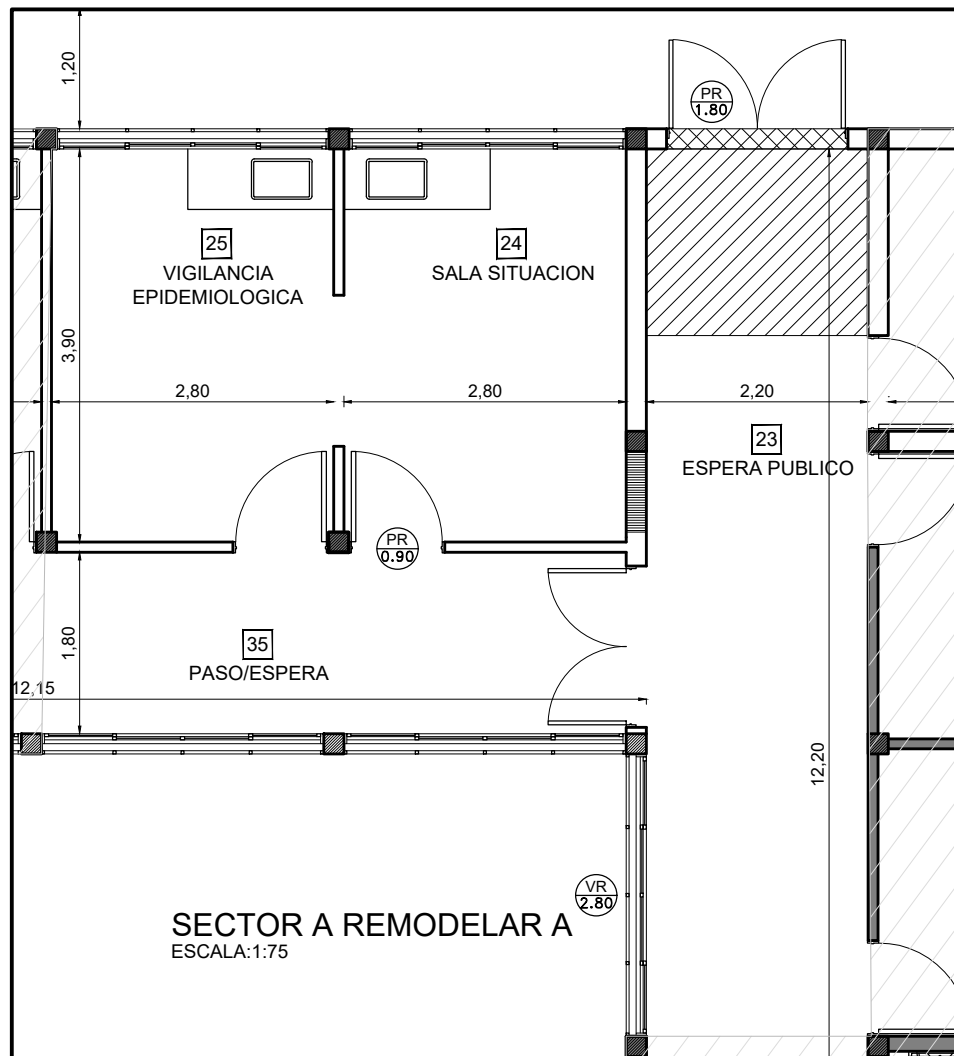 1,20
PR
1.80
25
VIGILANCIA
EPIDEMIOLOGICA
24
SALA SITUACION
3,90
2,80
2,80
2,20
23
ESPERA PUBLICO
PR
0.90
1,80
35
PASO/ESPERA
12,15
12,20
VR
2.80
SECTOR A REMODELAR A
ESCALA:1:75